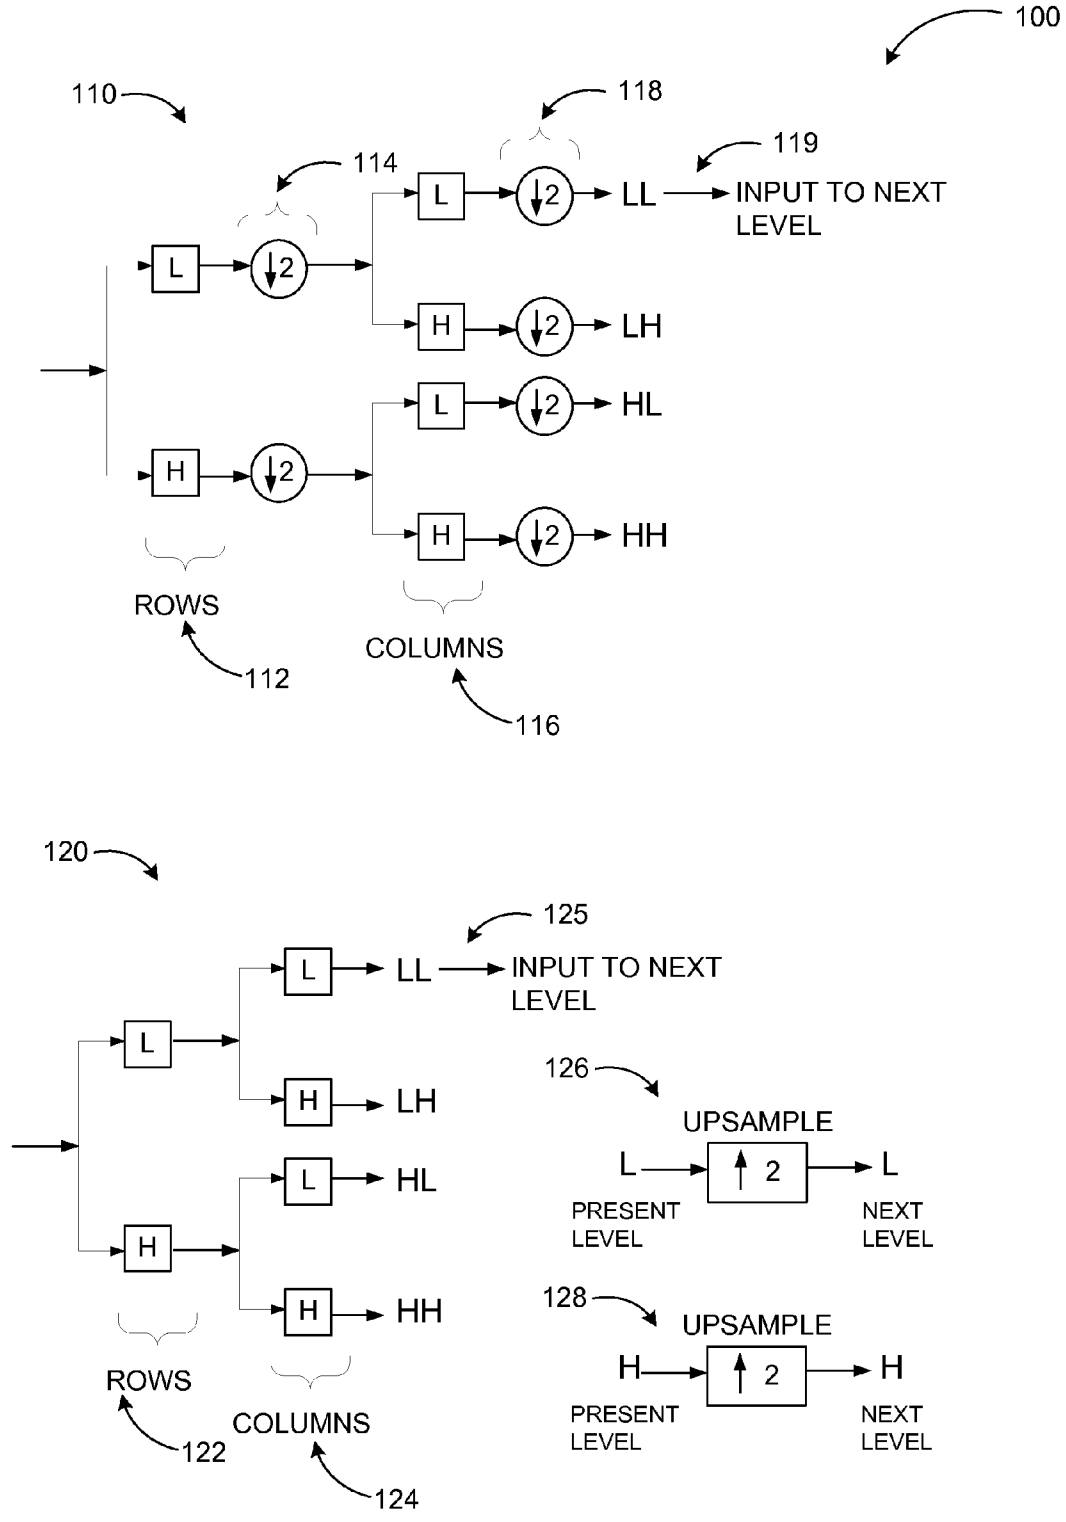 100
110
118
114
119
L
↓2
LL
INPUT TO NEXT
LEVEL
L
↓2
H
↓2
LH
L
↓2
HL
H
↓2
H
↓2
HH
ROWS
COLUMNS
112
116
120
125
L
LL
INPUT TO NEXT
LEVEL
L
H
LH
126
UPSAMPLE
L
↑ 2
L
PRESENT
LEVEL
NEXT
LEVEL
L
HL
H
H
HH
128
UPSAMPLE
H
↑ 2
H
PRESENT
LEVEL
NEXT
LEVEL
ROWS
COLUMNS
122
124